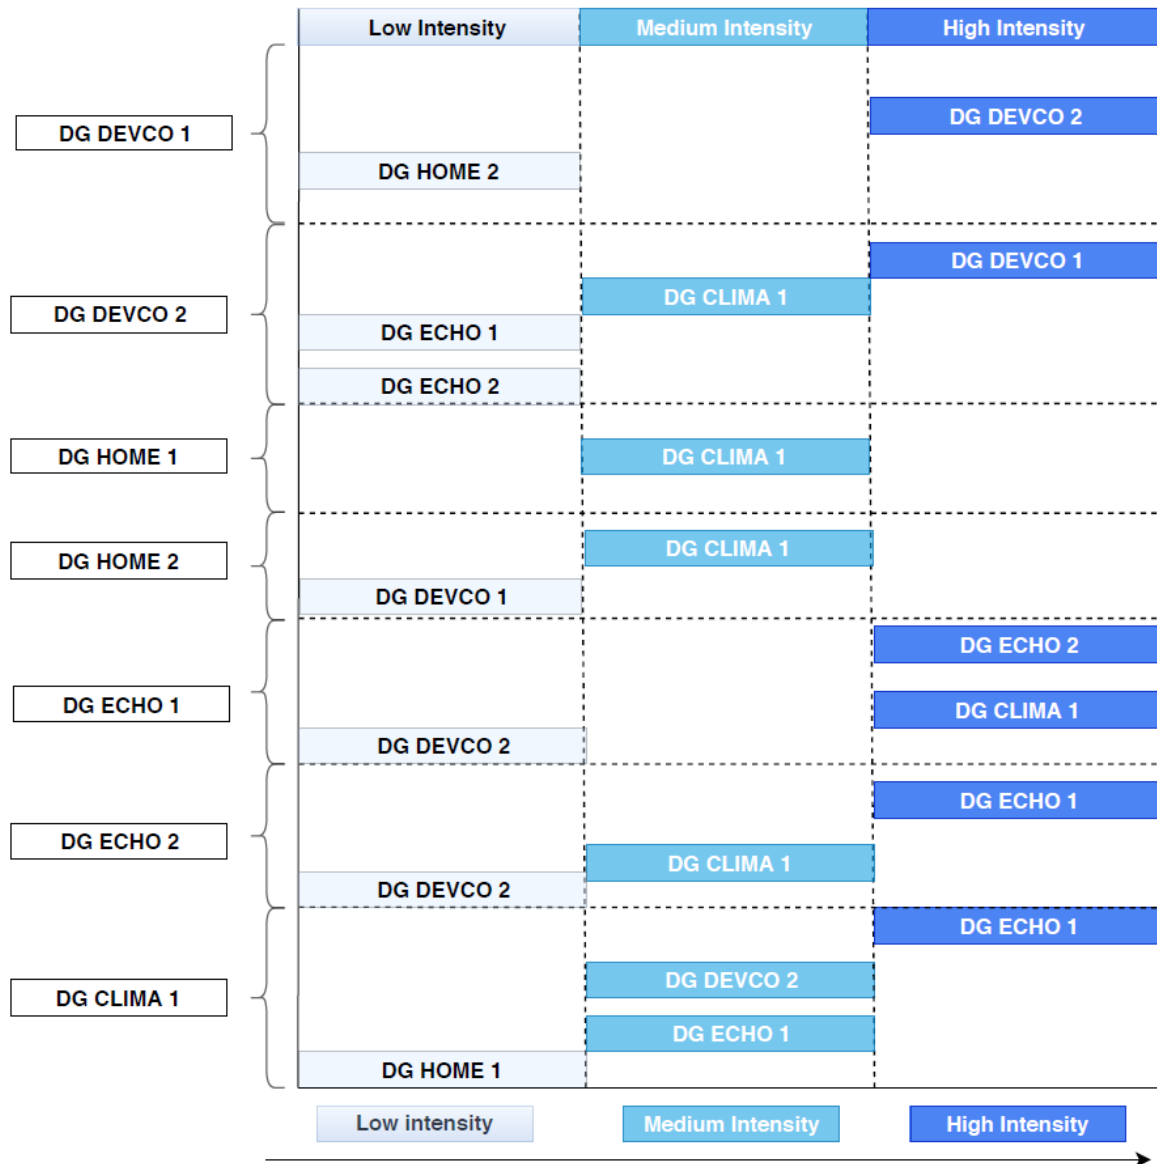 Low Intensity
Medium Intensity
High Intensity
DG DEVCO 1
DG DEVCO 2
DG HOME 2
DG DEVCO 2
DG DEVCO 1
DG CLIMA 1
DG ECHO 1
DG ECHO 2
DG HOME 1
DG CLIMA 1
DG HOME 2
DG CLIMA 1
DG DEVCO 1
DG ECHO 1
DG ECHO 2
DG CLIMA 1
DG DEVCO 2
DG ECHO 2
DG ECHO 1
DG CLIMA 1
DG DEVCO 2
DG CLIMA 1
DG ECHO 1
DG DEVCO 2
DG ECHO 1
DG HOME 1
Low intensity
Medium Intensity
High Intensity